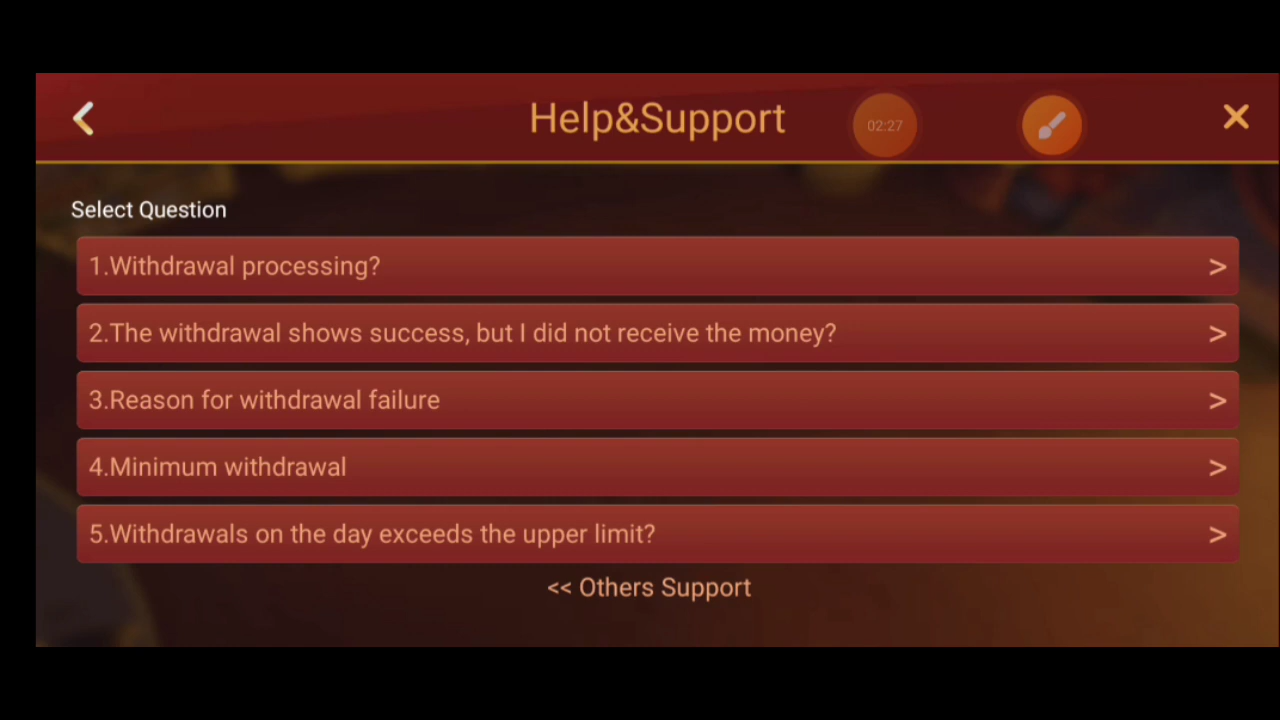 Help&Support
02:27
Select Question
1.Withdrawal processing?
>
2.The withdrawal shows success, but I did not receive the money?
>
3.Reason for withdrawal failure
>
4.Minimum withdrawal
>
5.Withdrawals on the day exceeds the upper limit?
>
<< Others Support